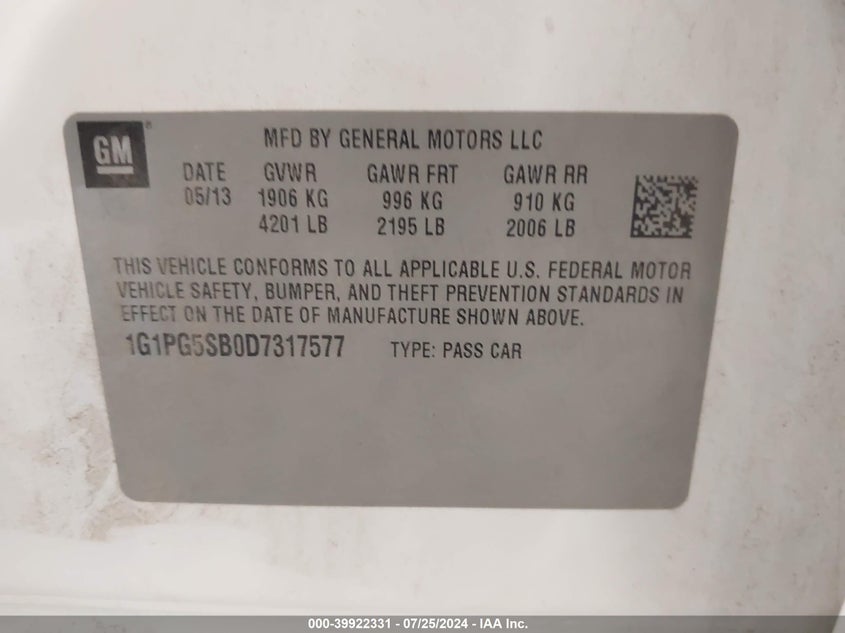 GM
MFD BY GENERAL MOTORS LLC
DATE GVWR GAWR FRT GAWR RR
05/13 1906 KG 996 KG 910 KG
4201 LB 2195 LB 2006 LB
THIS VEHICLE CONFORMS TO ALL APPLICABLE U.S. FEDERAL MOTOR
VEHICLE SAFETY, BUMPER, AND THEFT PREVENTION STANDARDS IN
EFFECT ON THE DATE OF MANUFACTURE SHOWN ABOVE.
1G1PG5SB0D7317577 TYPE: PASS CAR
000-39922331 - 07/25/2024 - IAA Inc.